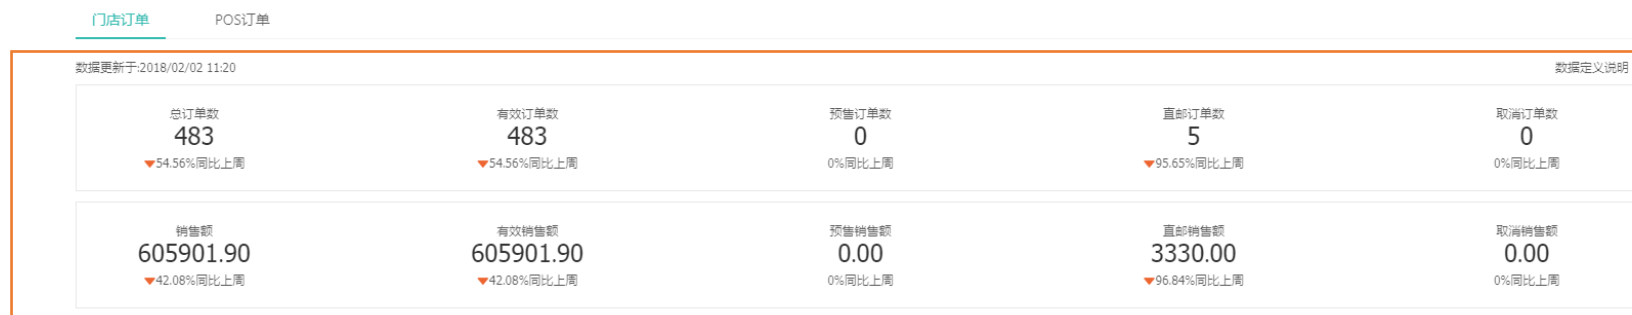 门店订单 POS订单
数据更新于:2018/02/02 11:20 数据定义说明
总订单数 有效订单数 预售订单数 直邮订单数 取消订单数
483 483 0 5 0
54.56%同比上周 54.56%同比上周 0%同比上周 95.65%同比上周 0%同比上周
销售额 有效销售额 预售销售额 直邮销售额 取消销售额
605901.90 605901.90 0.00 3330.00 0.00
42.08%同比上周 42.08%同比上周 0%同比上周 96.84%同比上周 0%同比上周